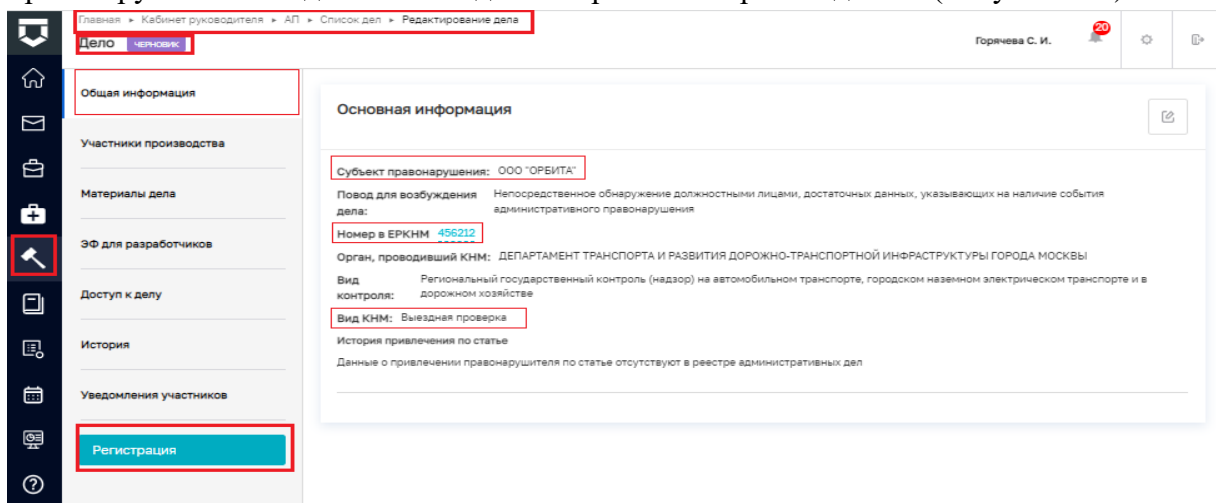 Главная ▸ Кабинет руководителя ▸ АП ▸ Список дел ▸ Редактирование дела
Дело ЧЕРНОВИК
Горячева С. И.
20
Общая информация
Участники производства
Материалы дела
ЭФ для разработчиков
Доступ к делу
История
Уведомления участников
Регистрация
Основная информация
Субъект правонарушения: ООО "ОРБИТА"
Повод для возбуждения дела: Непосредственное обнаружение должностными лицами, достаточных данных, указывающих на наличие события
административного правонарушения
Номер в ЕРКНМ 456212
Орган, проводивший КНМ: ДЕПАРТАМЕНТ ТРАНСПОРТА И РАЗВИТИЯ ДОРОЖНО-ТРАНСПОРТНОЙ ИНФРАСТРУКТУРЫ ГОРОДА МОСКВЫ
Вид контроля: Региональный государственный контроль (надзор) на автомобильном транспорте, городском наземном электрическом транспорте и в
дорожном хозяйстве
Вид КНМ: Выездная проверка
История привлечения по статье
Данные о привлечении правонарушителя по статье отсутствуют в реестре административных дел